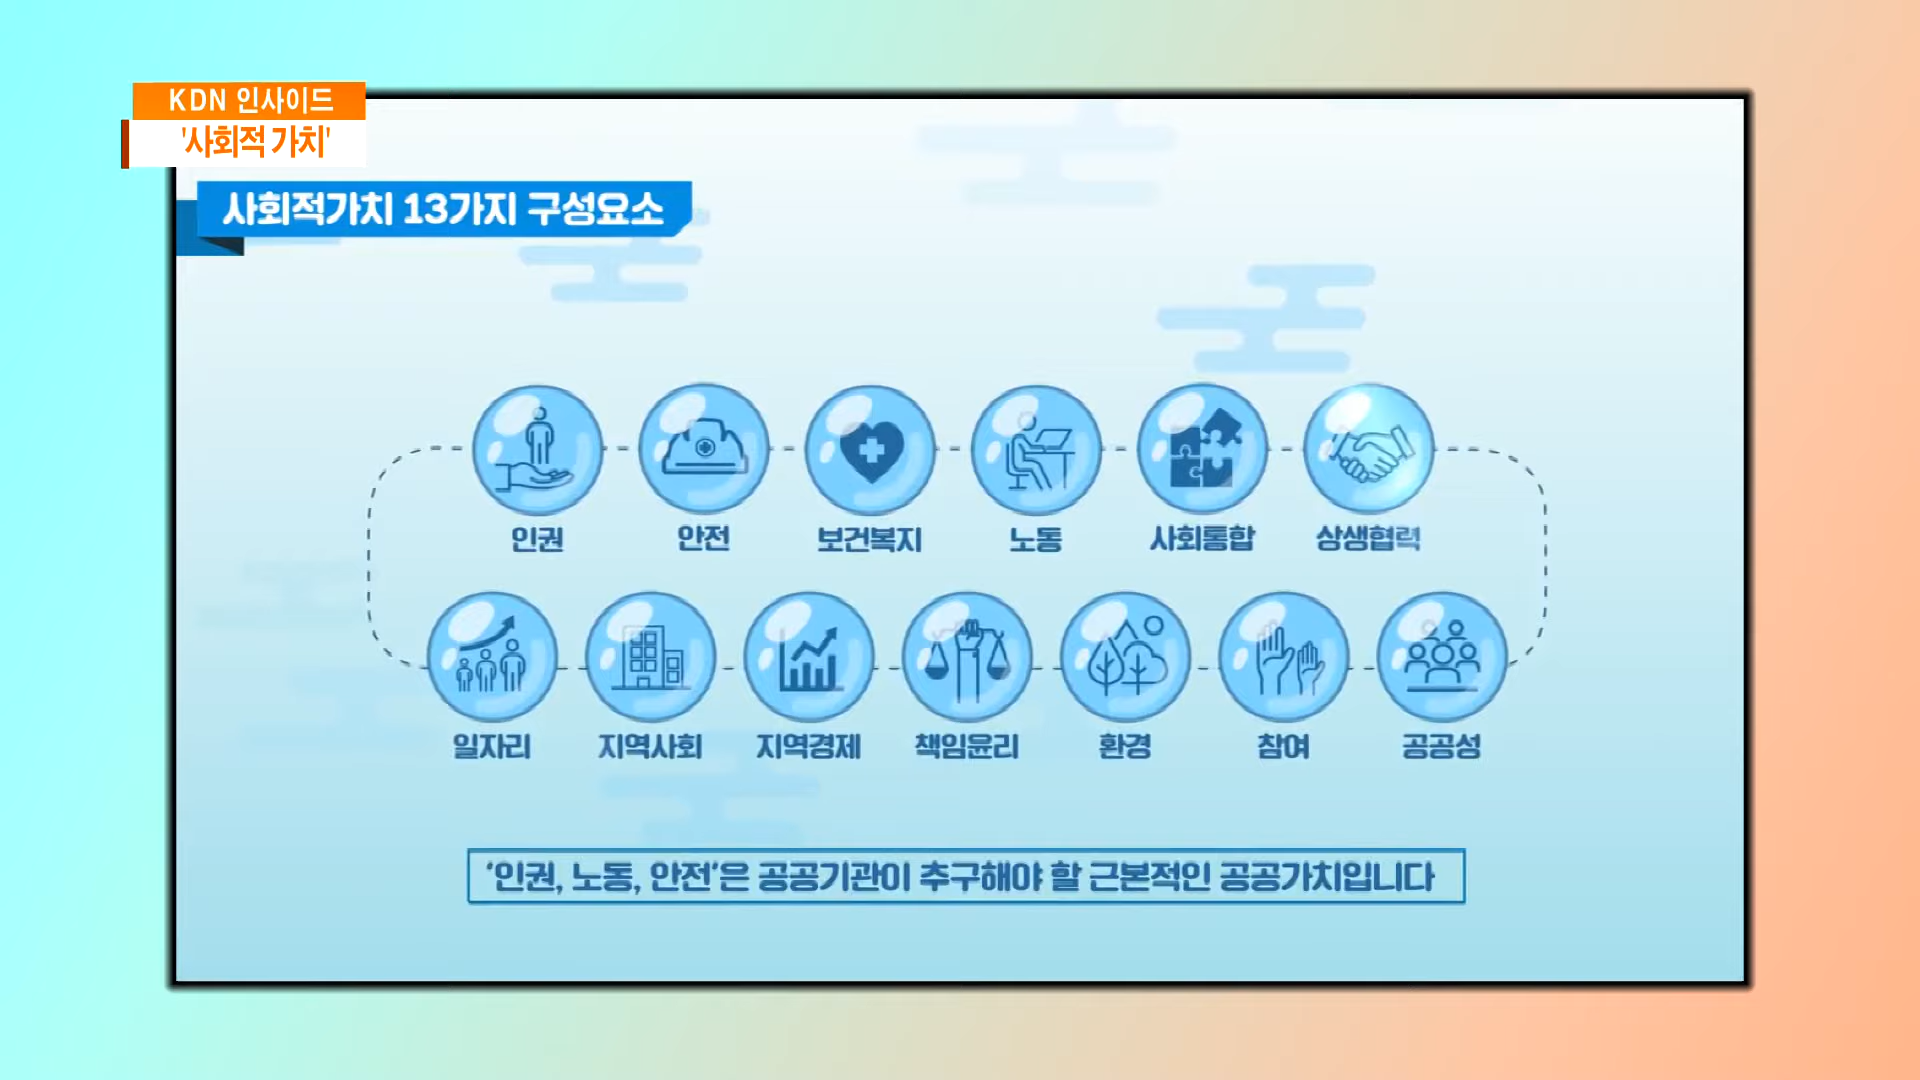 KDN 인사이드
'사회적 가치'
사회적가치 13가지 구성요소
인권
안전
보건복지
노동
사회통합
상생협력
일자리
지역사회
지역경제
책임윤리
환경
참여
공공성
‘인권, 노동, 안전’은 공공기관이 추구해야 할 근본적인 공공가치입니다